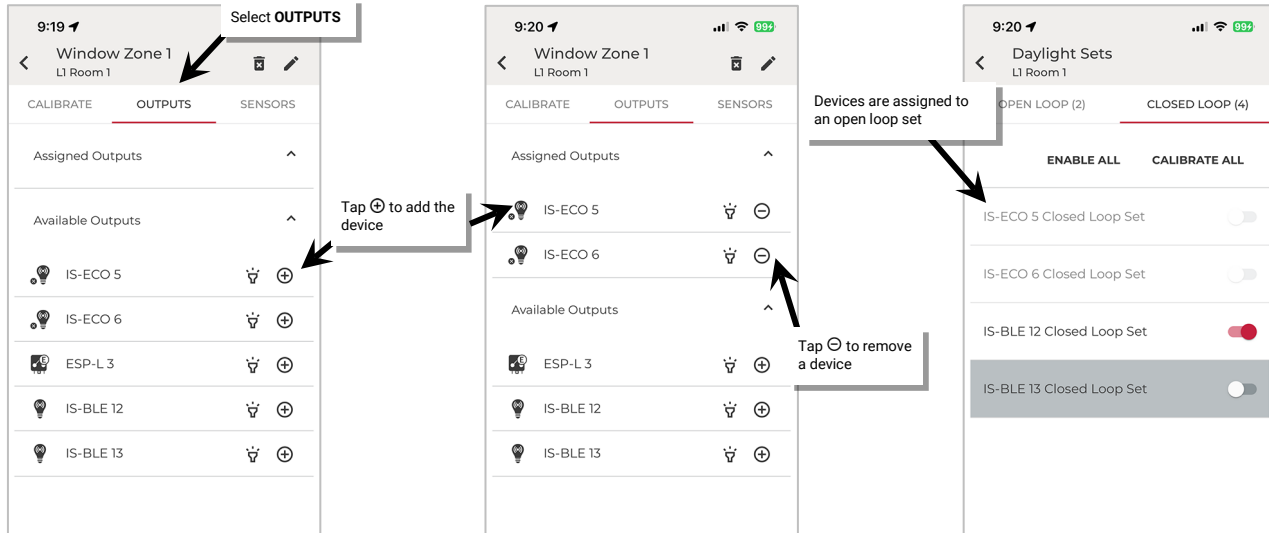 Select OUTPUTS
9:19
Window Zone 1
L1 Room 1
CALIBRATE OUTPUTS SENSORS
Assigned Outputs
Available Outputs
IS-ECO 5
IS-ECO 6
ESP-L 3
IS-BLE 12
IS-BLE 13
Tap ⊕ to add the
device
9:20
99
Window Zone 1
L1 Room 1
CALIBRATE OUTPUTS SENSORS
Assigned Outputs
IS-ECO 5
IS-ECO 6
Available Outputs
ESP-L 3
IS-BLE 12
IS-BLE 13
Tap ⊖ to remove
a device
Devices are assigned to
an open loop set
9:20
99
Daylight Sets
L1 Room 1
OPEN LOOP (2) CLOSED LOOP (4)
ENABLE ALL CALIBRATE ALL
IS-ECO 5 Closed Loop Set
IS-ECO 6 Closed Loop Set
IS-BLE 12 Closed Loop Set
IS-BLE 13 Closed Loop Set